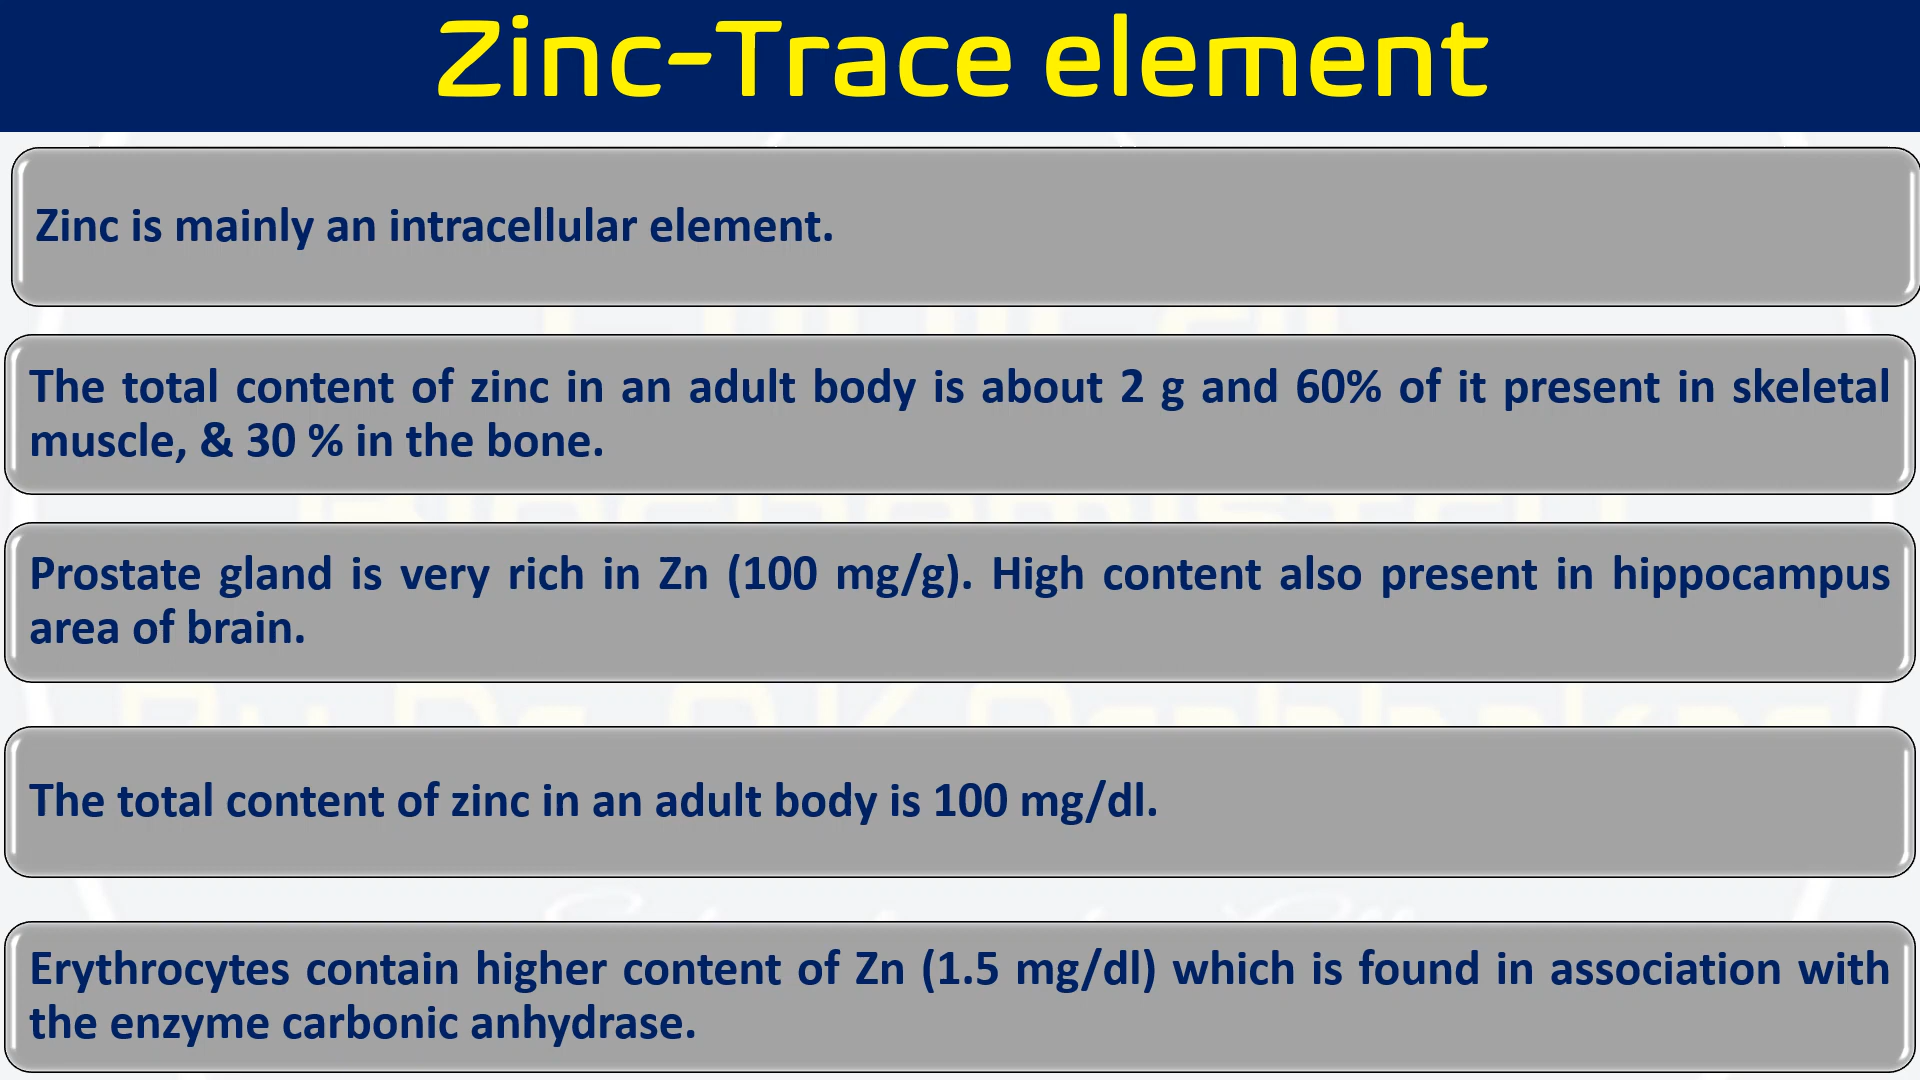 Zinc-Trace element
Zinc is mainly an intracellular element.
The total content of zinc in an adult body is about 2 g and 60% of it present in skeletal
muscle, & 30 % in the bone.
Prostate gland is very rich in Zn (100 mg/g). High content also present in hippocampus
area of brain.
The total content of zinc in an adult body is 100 mg/dl.
Erythrocytes contain higher content of Zn (1.5 mg/dl) which is found in association with
the enzyme carbonic anhydrase.